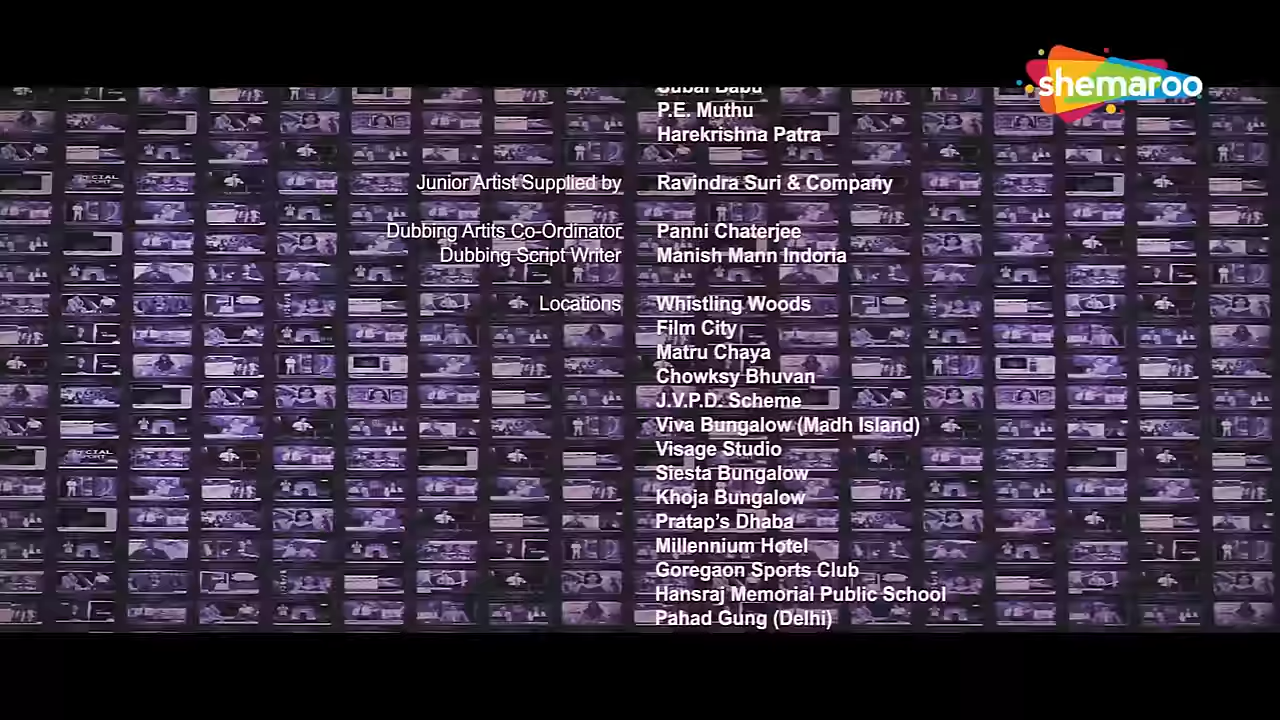 shemaroo
P.E. Muthu
Harekrishna Patra
Junior Artist Supplied by Ravindra Suri & Company
Dubbing Artits Co-Ordinator Panni Chaterjee
Dubbing Script Writer Manish Mann Indoria
Locations Whistling Woods
Film City
Matru Chaya
Chowksy Bhuvan
J.V.P.D. Scheme
Viva Bungalow (Madh Island)
Visage Studio
Siesta Bungalow
Khoja Bungalow
Pratap's Dhaba
Millennium Hotel
Goregaon Sports Club
Hansraj Memorial Public School
Pahad Gung (Delhi)